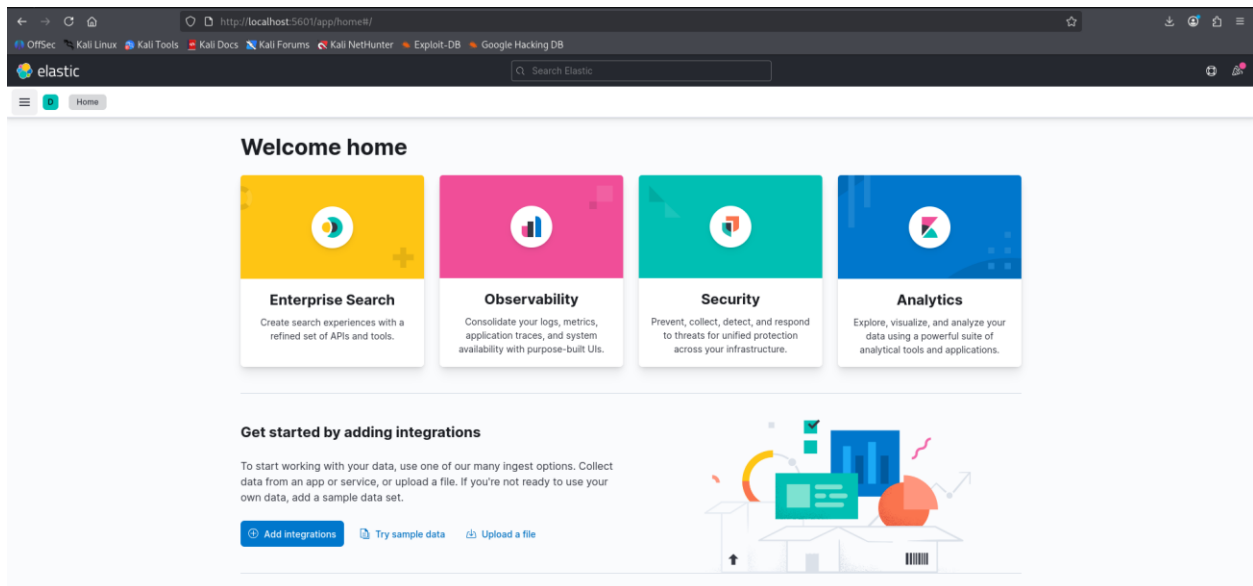 http://localhost:5601/app/home#/
OffSec Kali Linux Kali Tools Kali Docs Kali Forums Kali NetHunter Exploit-DB Google Hacking DB
elastic Search Elastic
D Home
Welcome home
Enterprise Search
Create search experiences with a
refined set of APIs and tools.
Observability
Consolidate your logs, metrics,
application traces, and system
availability with purpose-built UIs.
Security
Prevent, collect, detect, and respond
to threats for unified protection
across your infrastructure.
Analytics
Explore, visualize, and analyze your
data using a powerful suite of
analytical tools and applications.
Get started by adding integrations
To start working with your data, use one of our many ingest options. Collect
data from an app or service, or upload a file. If you're not ready to use your
own data, add a sample data set.
Add integrations Try sample data Upload a file